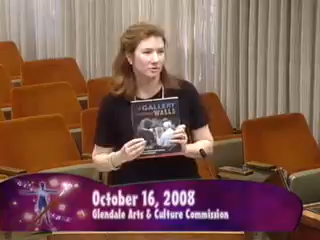 GALLERY
WALLS
October 16, 2008
Glendale Arts & Culture Commission